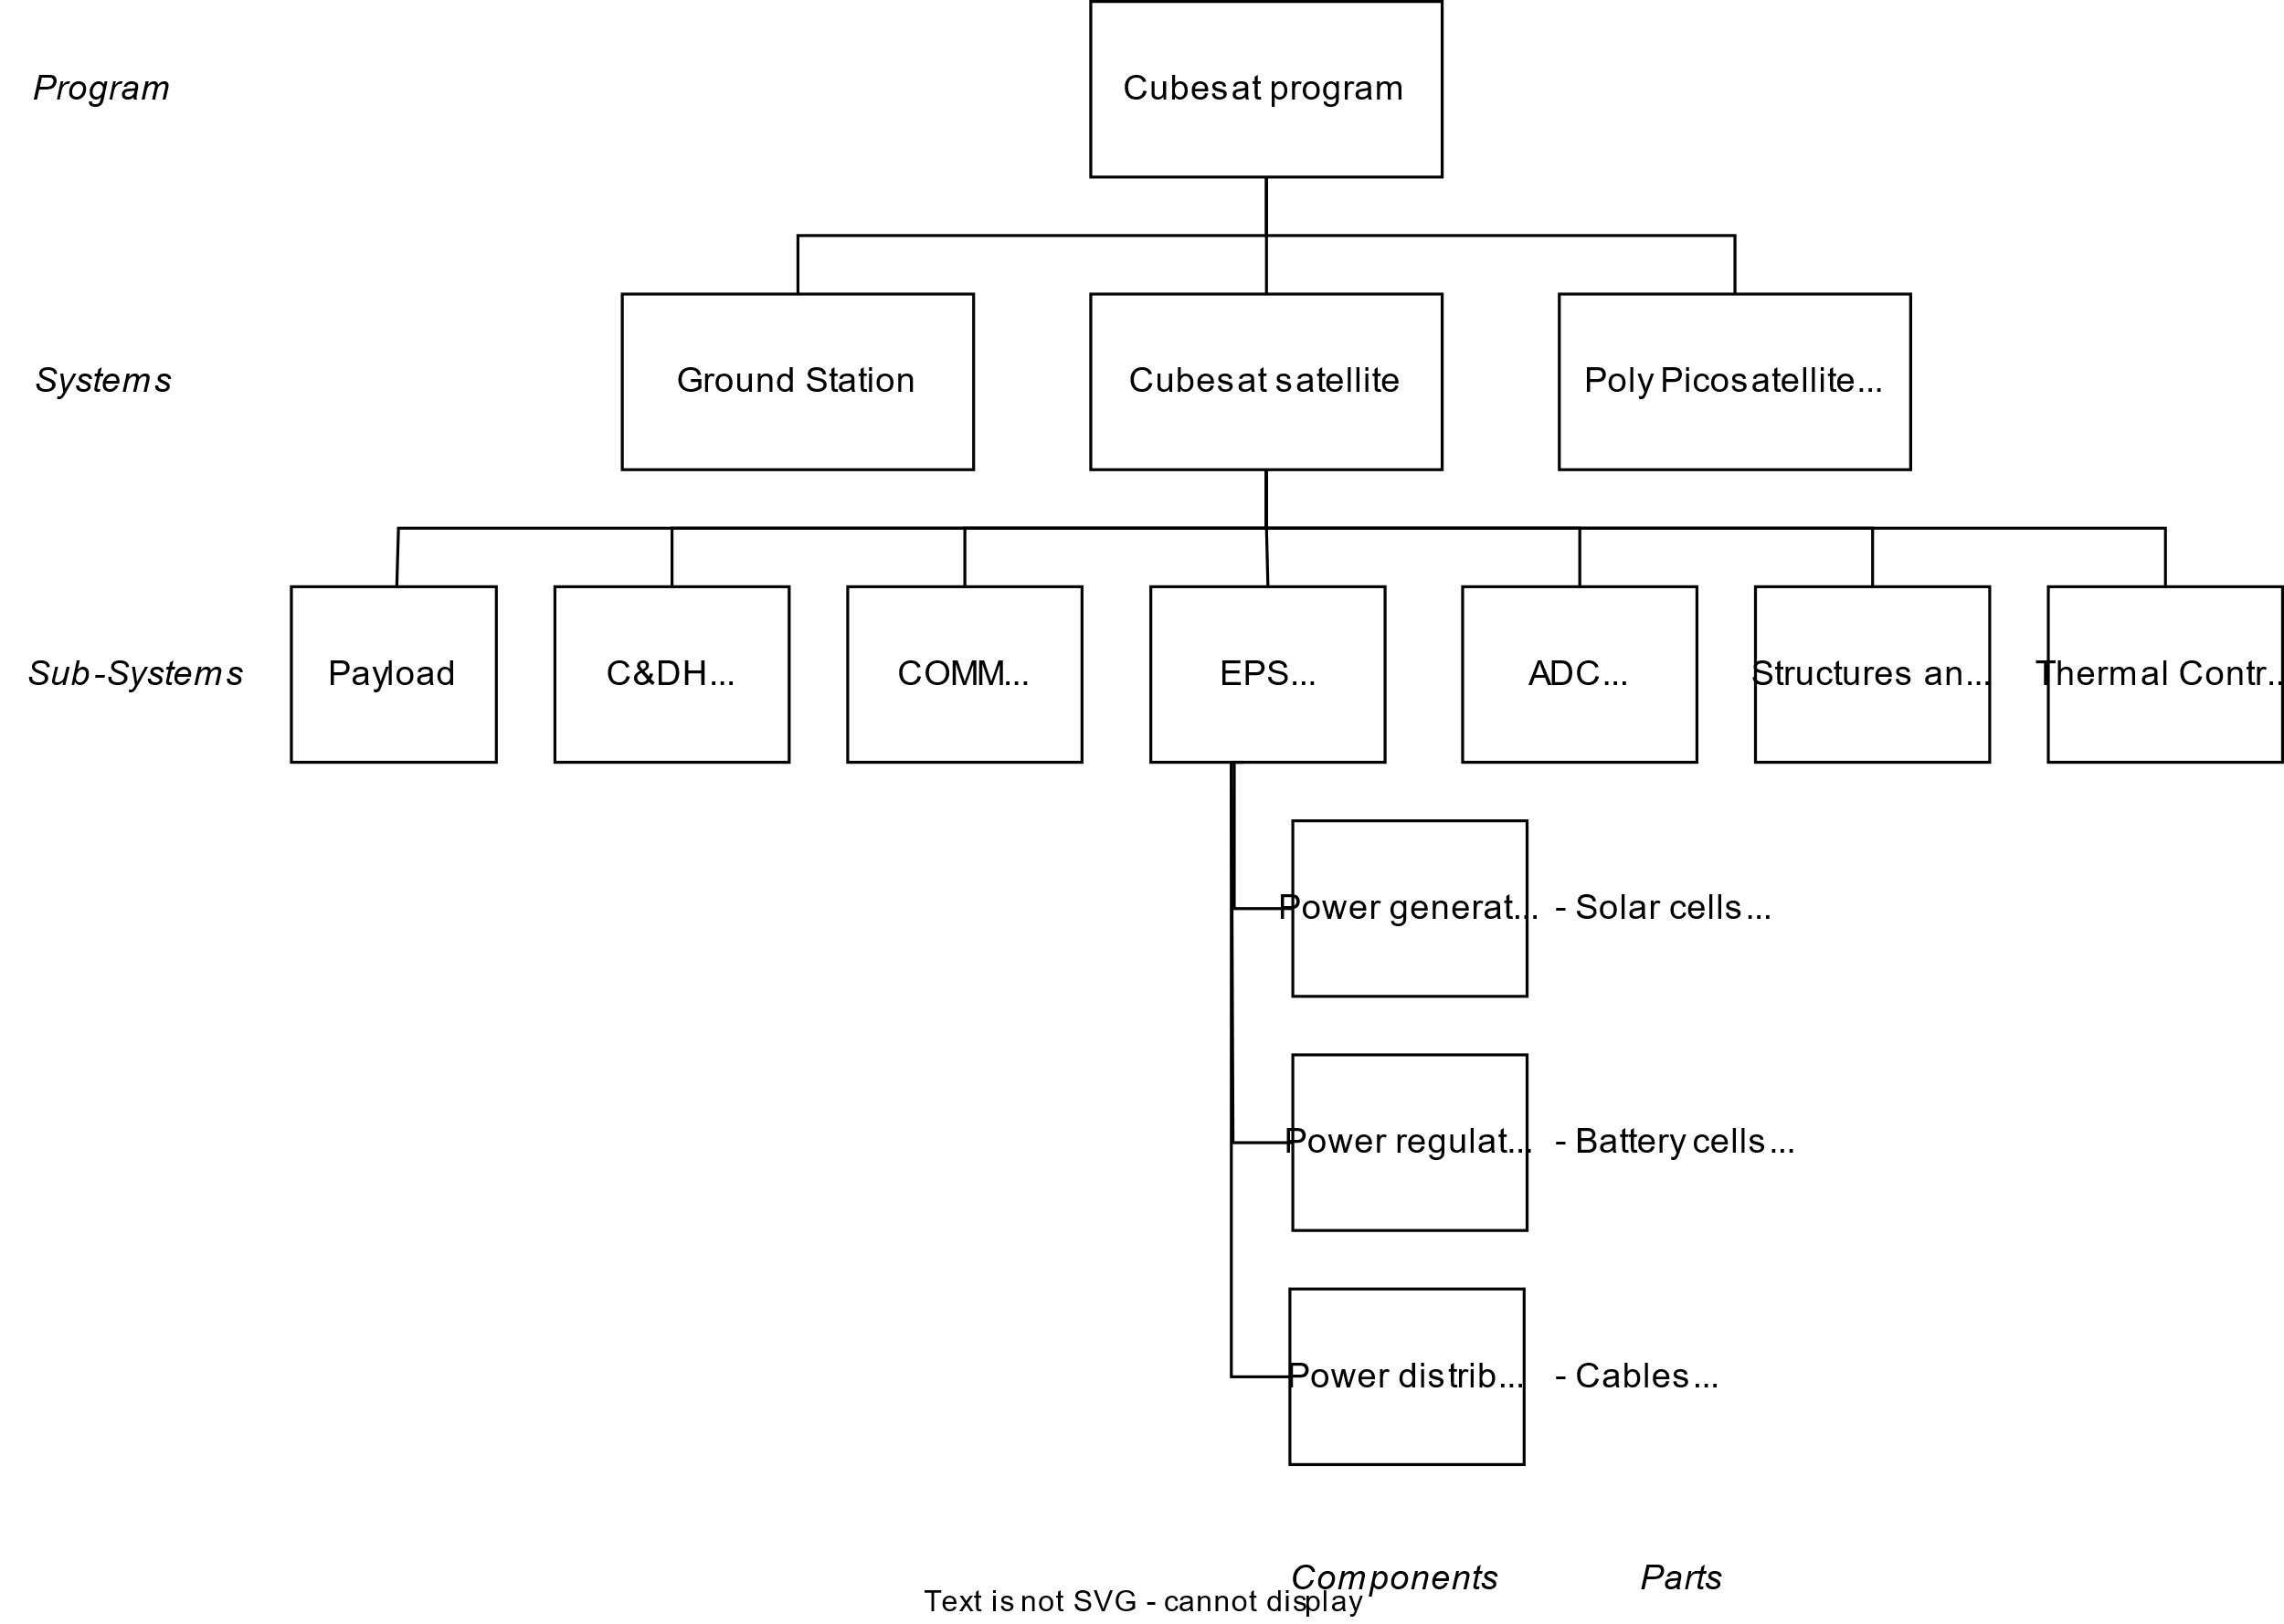 Program
Cubesat program
Systems
Ground Station
Cubesat satellite
Poly Picosatellite...
Sub-Systems
Payload
C&DH...
COMM...
EPS...
ADC...
Structures an...
Thermal Contr...
Power generat...
- Solar cells...
Power regulat...
- Battery cells...
Power distrib...
- Cables...
Components
Parts
Text is not SVG - cannot display